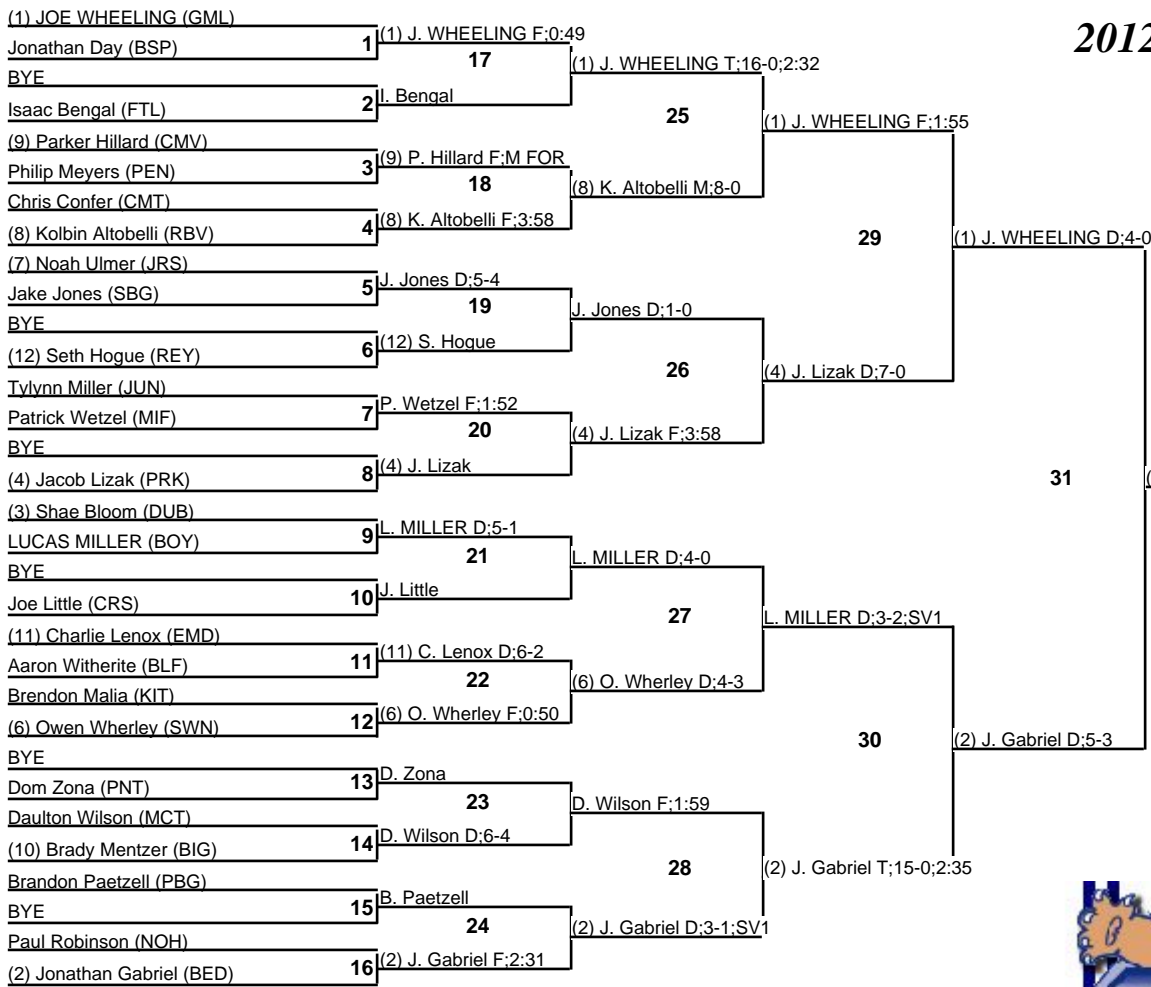 2012
(1) JOE WHEELING (GML)
Jonathan Day (BSP)
1
BYE
Isaac Bengal (FTL)
2
(9) Parker Hillard (CMV)
Philip Meyers (PEN)
3
Chris Confer (CMT)
(8) Kolbin Altobelli (RBV)
4
(7) Noah Ulmer (JRS)
Jake Jones (SBG)
5
BYE
(12) Seth Hogue (REY)
6
Tylynn Miller (JUN)
Patrick Wetzel (MIF)
7
BYE
(4) Jacob Lizak (PRK)
8
(3) Shae Bloom (DUB)
LUCAS MILLER (BOY)
9
BYE
Joe Little (CRS)
10
(11) Charlie Lenox (EMD)
Aaron Witherite (BLF)
11
Brendon Malia (KIT)
(6) Owen Wherley (SWN)
12
BYE
Dom Zona (PNT)
13
Daulton Wilson (MCT)
(10) Brady Mentzer (BIG)
14
Brandon Paetzell (PBG)
BYE
15
Paul Robinson (NOH)
(2) Jonathan Gabriel (BED)
16
(1) J. WHEELING F;0:49
17
I. Bengal
(9) P. Hillard F;M FOR
18
(8) K. Altobelli F;3:58
J. Jones D;5-4
19
(12) S. Hogue
P. Wetzel F;1:52
20
(4) J. Lizak
L. MILLER D;5-1
21
J. Little
(11) C. Lenox D;6-2
22
(6) O. Wherley F;0:50
D. Zona
23
D. Wilson D;6-4
B. Paetzell
24
(2) J. Gabriel F;2:31
(1) J. WHEELING T;16-0;2:32
25
(8) K. Altobelli M;8-0
J. Jones D;1-0
26
(4) J. Lizak F;3:58
L. MILLER D;4-0
27
(6) O. Wherley D;4-3
D. Wilson F;1:59
28
(2) J. Gabriel D;3-1;SV1
(1) J. WHEELING F;1:55
29
(4) J. Lizak D;7-0
L. MILLER D;3-2;SV1
30
(2) J. Gabriel T;15-0;2:35
(1) J. WHEELING D;4-0
31
(2) J. Gabriel D;5-3
(